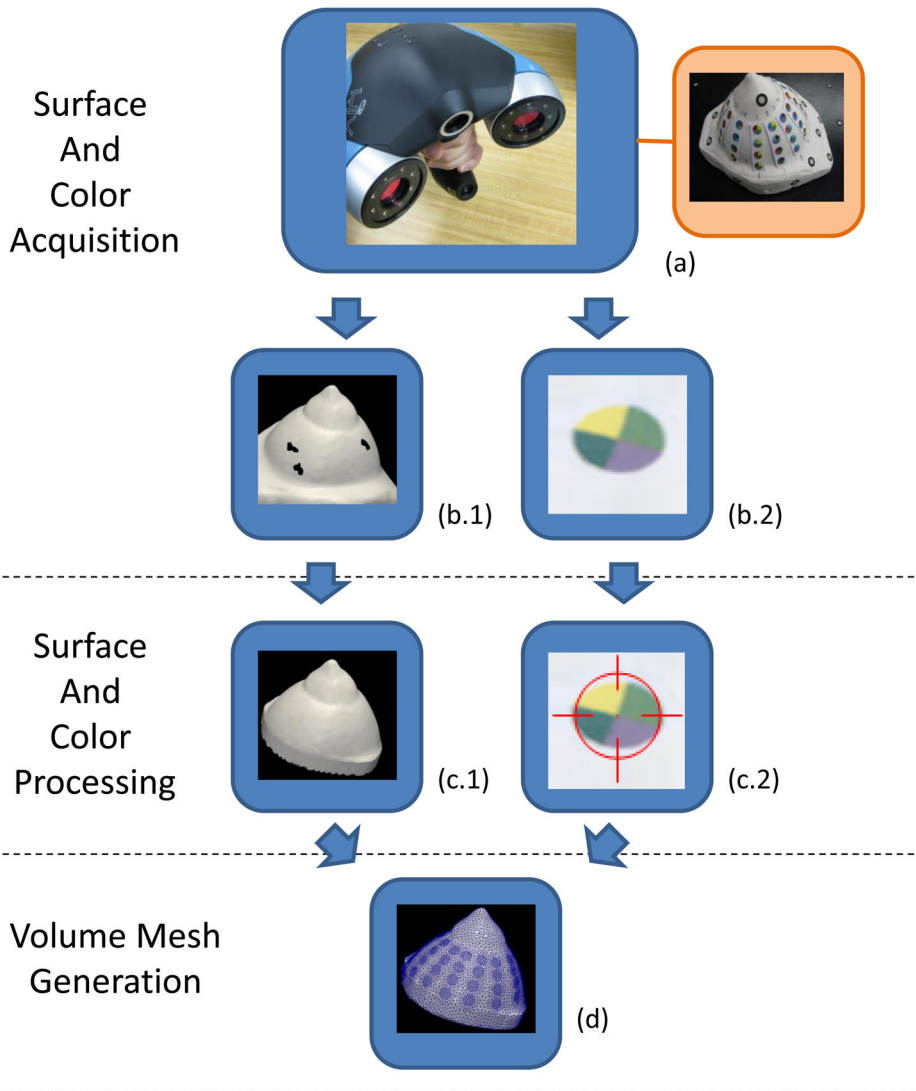 Surface
And
Color
Acquisition
(a)
(b.1)
(b.2)
Surface
And
Color
Processing
(c.1)
(c.2)
Volume Mesh
Generation
(d)